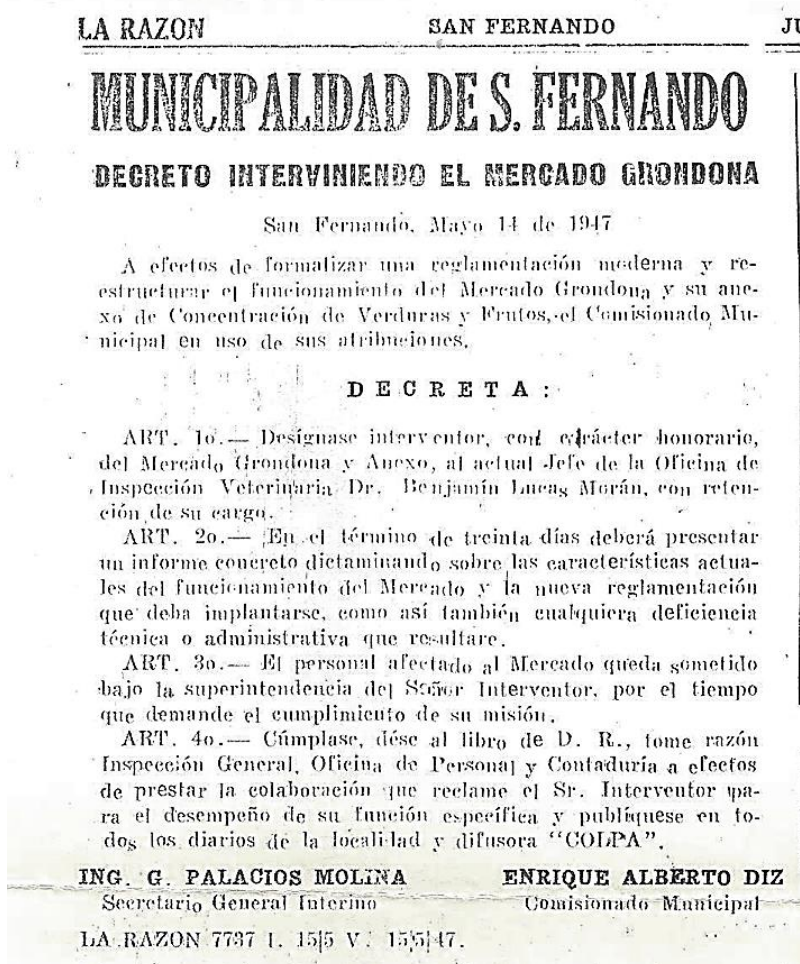 LA RAZON SAN FERNANDO JU
MUNICIPALIDAD DE S. FERNANDO
DECRETO INTERVINIENDO EL MERCADO GRONDONA
San Fernando, Mayo 14 de 1947
A efectos de formalizar una reglamentación moderna y re-
estructurar el funcionamiento del Mercado Grondona y su ane-
xo de Concentración de Verduras y Frutos, el Comisionado Mu-
nicipal en uso de sus atribuciones.
DECRETA:
ART. 1o.— Desígnase interventor, con carácter honorario,
del Mercado Grondona y Anexo, al actual Jefe de la Oficina de
Inspección Veterinaria Dr. Benjamín Lucas Morán, con reten-
ción de su cargo.
ART. 2o.— En el término de treinta días deberá presentar
un informe concreto dictaminando sobre las características actua-
les del funcionamiento del Mercado y la nueva reglamentación
que deba implantarse, como así también cualquiera deficiencia
técnica o administrativa que resultare.
ART. 3o.— El personal afectado al Mercado queda sometido
bajo la superintendencia del Señor Interventor, por el tiempo
que demande el cumplimiento de su misión.
ART. 4o.— Cúmplase, dése al libro de D. R., tome razón
Inspección General, Oficina de Personal y Contaduría a efectos
de prestar la colaboración que reclame el Sr. Interventor pa-
ra el desempeño de su función específica y publíquese en to-
dos los diarios de la localidad y difusora "COLPA".
ING. G. PALACIOS MOLINA ENRIQUE ALBERTO DIZ
Secretario General Interino Comisionado Municipal
LA RAZON 7737 I. 15|5 V. 15|5|47.